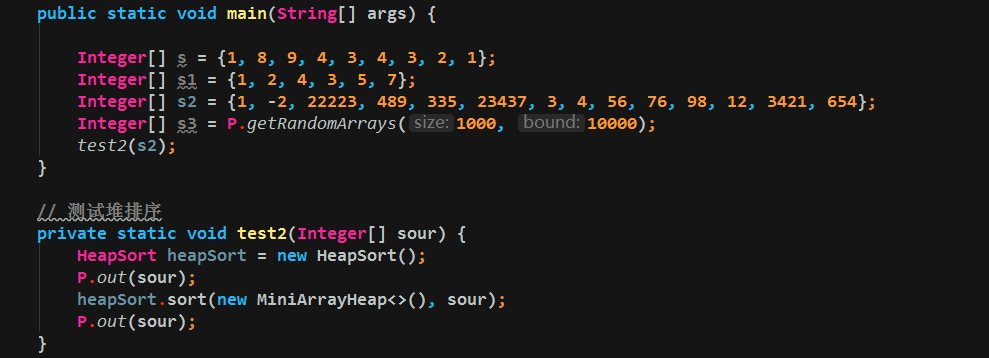 public static void main(String[] args) {
Integer[] s = {1, 8, 9, 4, 3, 4, 3, 2, 1};
Integer[] s1 = {1, 2, 4, 3, 5, 7};
Integer[] s2 = {1, -2, 22223, 489, 335, 23437, 3, 4, 56, 76, 98, 12, 3421, 654};
Integer[] s3 = P.getRandomArrays( size: 1000, bound: 10000);
test2(s2);
}
// 测试堆排序
private static void test2(Integer[] sour) {
HeapSort heapSort = new HeapSort();
P.out(sour);
heapSort.sort(new MiniArrayHeap<>(), sour);
P.out(sour);
}